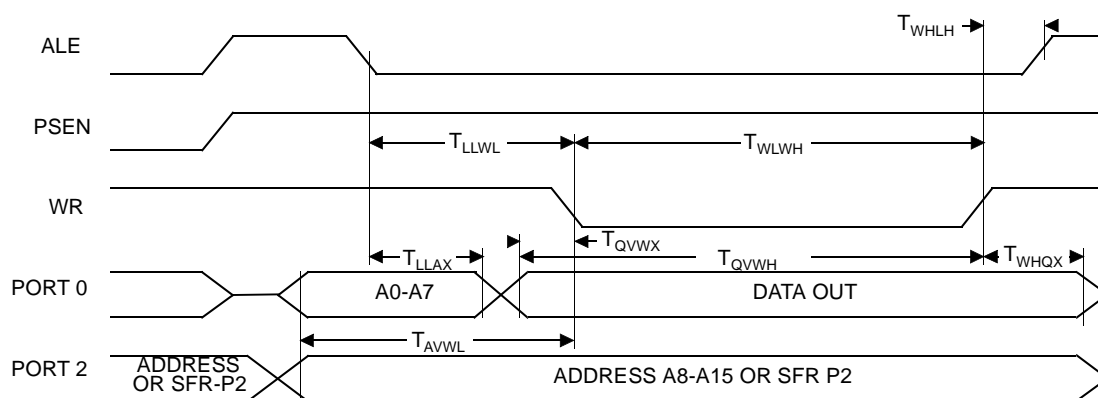 T_WHLH
ALE
PSEN
T_LLWL
T_WLWH
WR
T_QVWX
T_LLAX
T_QVWH
T_WHQX
PORT 0
A0-A7
DATA OUT
T_AVWL
PORT 2
ADDRESS
OR SFR-P2
ADDRESS A8-A15 OR SFR P2